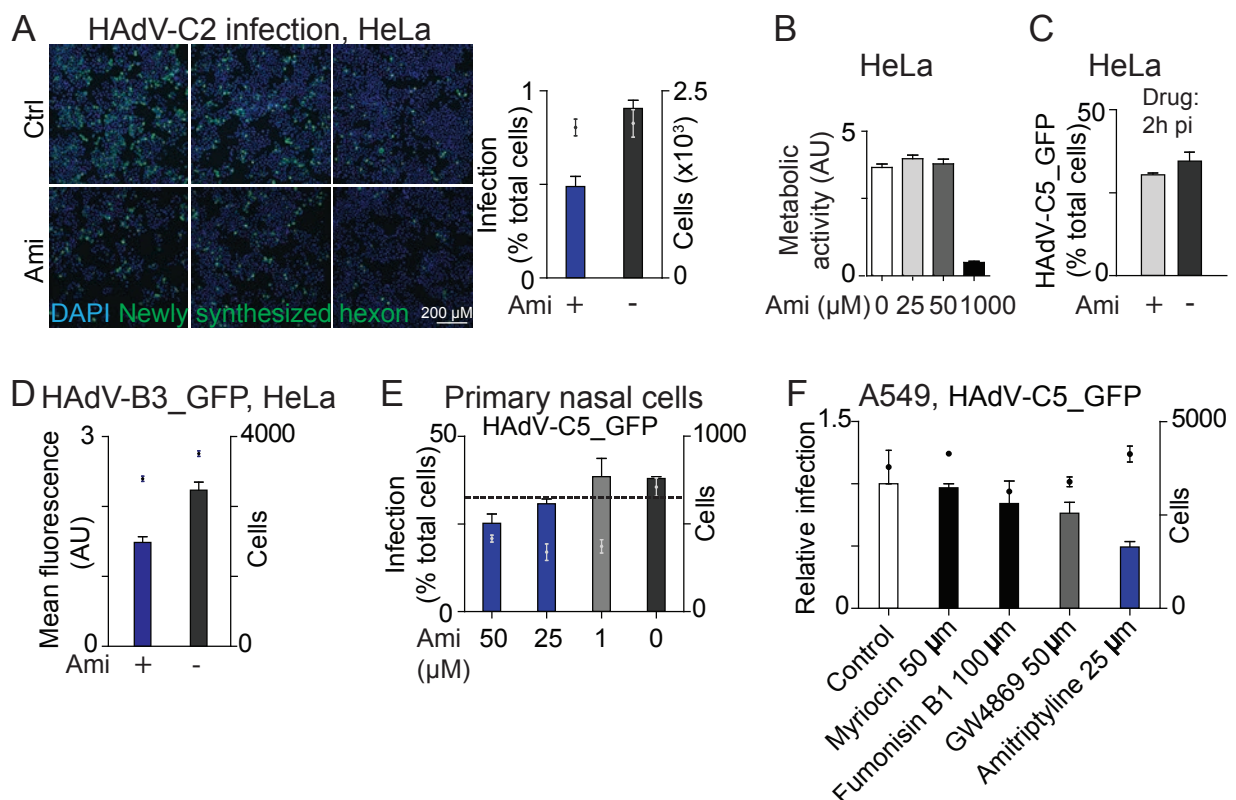 A HAdV-C2 infection, HeLa
Ctrl
Ami
DAPI Newly synthesized hexon
200 µM
Infection
(% total cells)
1
0
Cells (x10³)
2.5
0
Ami + -
B
HeLa
Metabolic
activity (AU)
5
0
Ami (µM) 0 25 50 1000
C
HeLa
HAdV-C5_GFP
(% total cells)
50
0
Drug:
2h pi
Ami + -
D HAdV-B3_GFP, HeLa
Mean fluorescence
(AU)
3
0
4000
0
Cells
Ami + -
E Primary nasal cells
HAdV-C5_GFP
Infection
(% total cells)
50
0
1000
0
Cells
Ami 50 25 1 0
(µM)
F A549, HAdV-C5_GFP
Relative infection
1.5
0
5000
0
Cells
Control
Myriocin 50 µm
Fumonisin B1 100 µm
GW4869 50 µm
Amitriptyline 25 µm